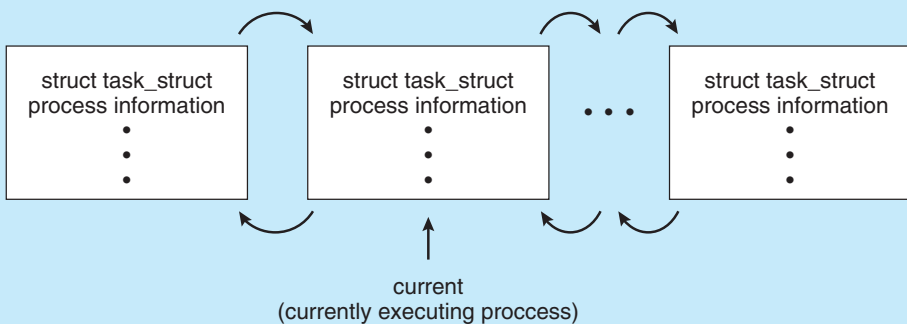 struct task_struct
process information
struct task_struct
process information
struct task_struct
process information
current
(currently executing proccess)